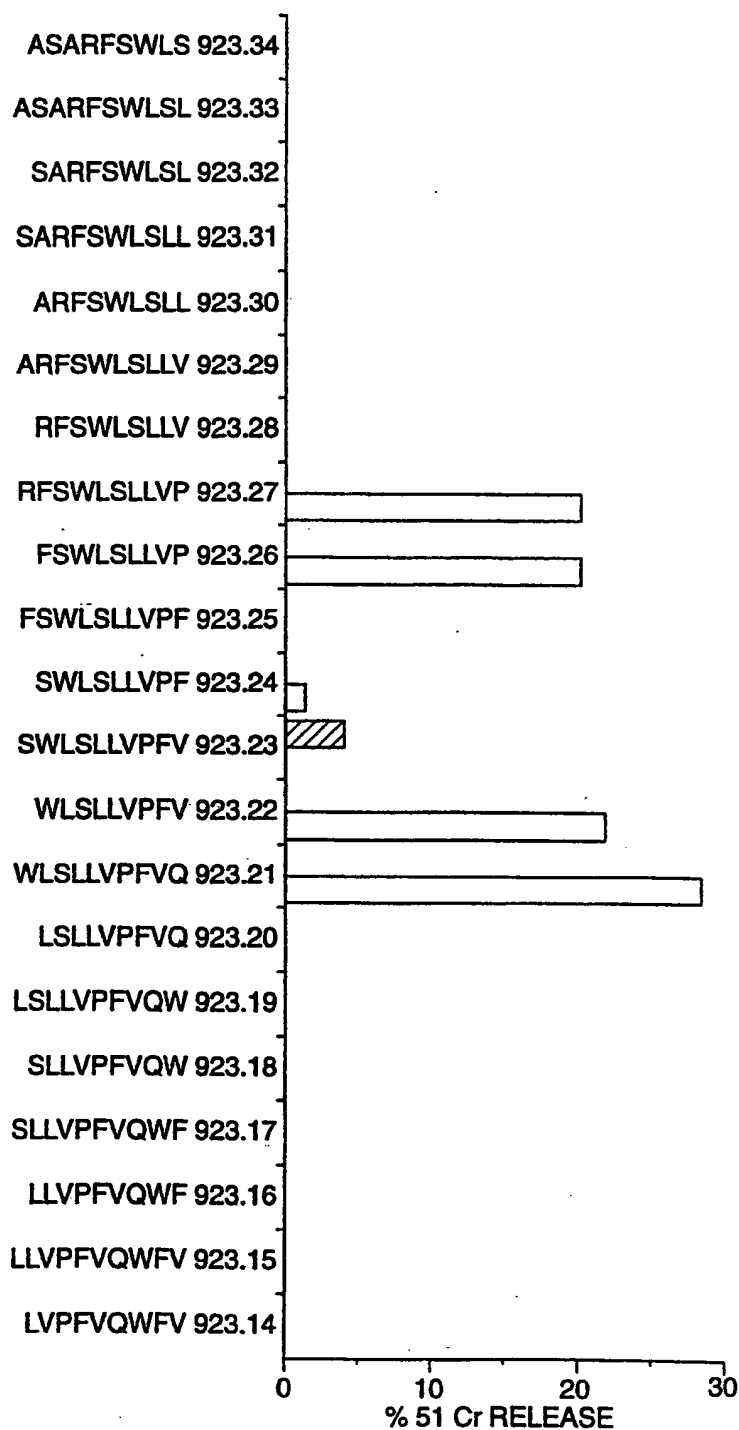 ASARFSWLS 923.34
ASARFSWLSL 923.33
SARFSWLSL 923.32
SARFSWLSLL 923.31
ARFSWLSLL 923.30
ARFSWLSLLV 923.29
RFSWLSLLV 923.28
RFSWLSLLVP 923.27
FSWLSLLVP 923.26
FSWLSLLVPF 923.25
SWLSLLVPF 923.24
SWLSLLVPFV 923.23
WLSLLVPFV 923.22
WLSLLVPFVQ 923.21
LSLLVPFVQ 923.20
LSLLVPFVQW 923.19
SLLVPFVQW 923.18
SLLVPFVQWF 923.17
LLVPFVQWF 923.16
LLVPFVQWFV 923.15
LVPFVQWFV 923.14
0 10 20 30
% 51 Cr RELEASE